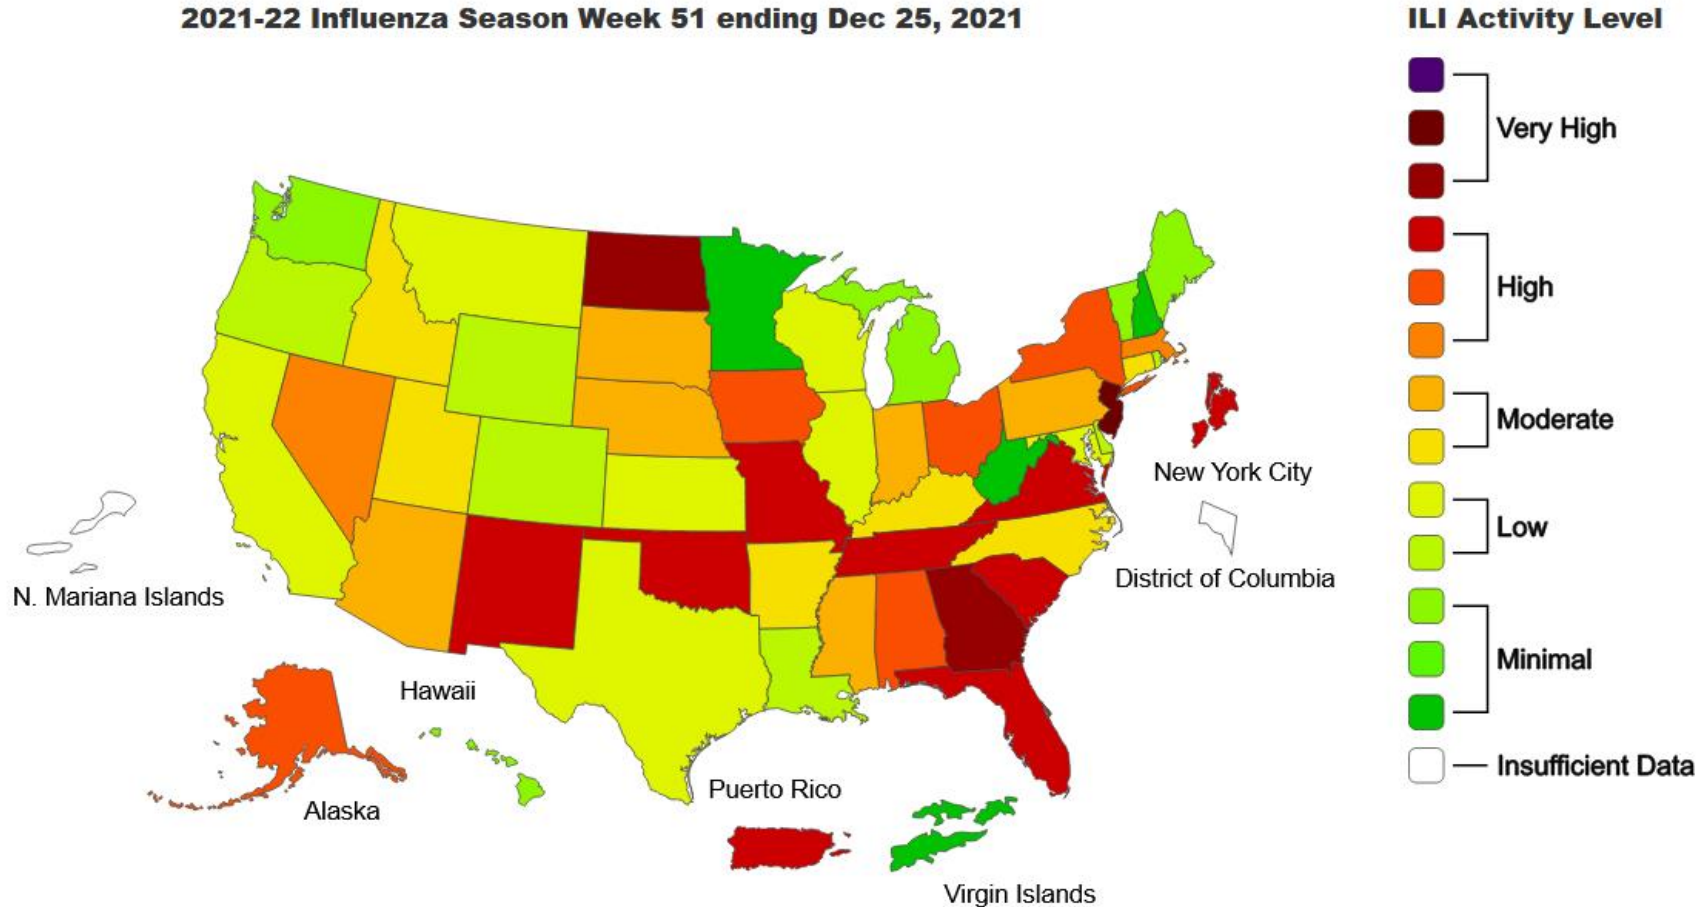 2021-22 Influenza Season Week 51 ending Dec 25, 2021
ILI Activity Level
Very High
High
Moderate
Low
Minimal
Insufficient Data
New York City
District of Columbia
N. Mariana Islands
Hawaii
Alaska
Puerto Rico
Virgin Islands